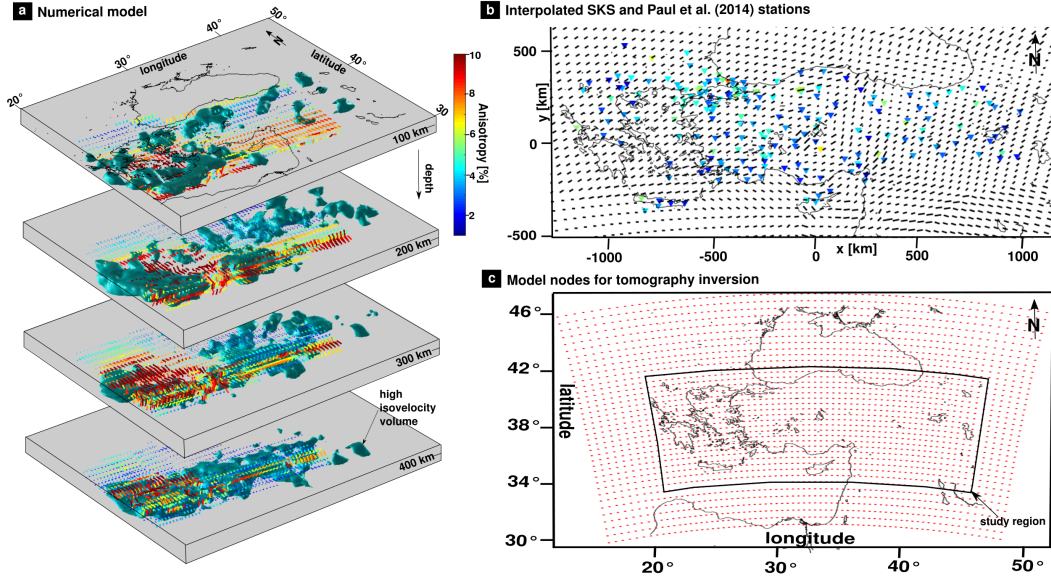 a Numerical model
50°
N
40°
latitude
30°
longitude
20°
30
100 km
depth
10
8
6
4
2
Anisotropy [%]
200 km
300 km
high
isovelocity
volume
400 km
b Interpolated SKS and Paul et al. (2014) stations
500
0
-500
y [km]
N
-1000
-500
0
500
1000
x [km]
c Model nodes for tomography inversion
46°
42°
38°
34°
30°
latitude
N
study region
longitude
20°
30°
40°
50°